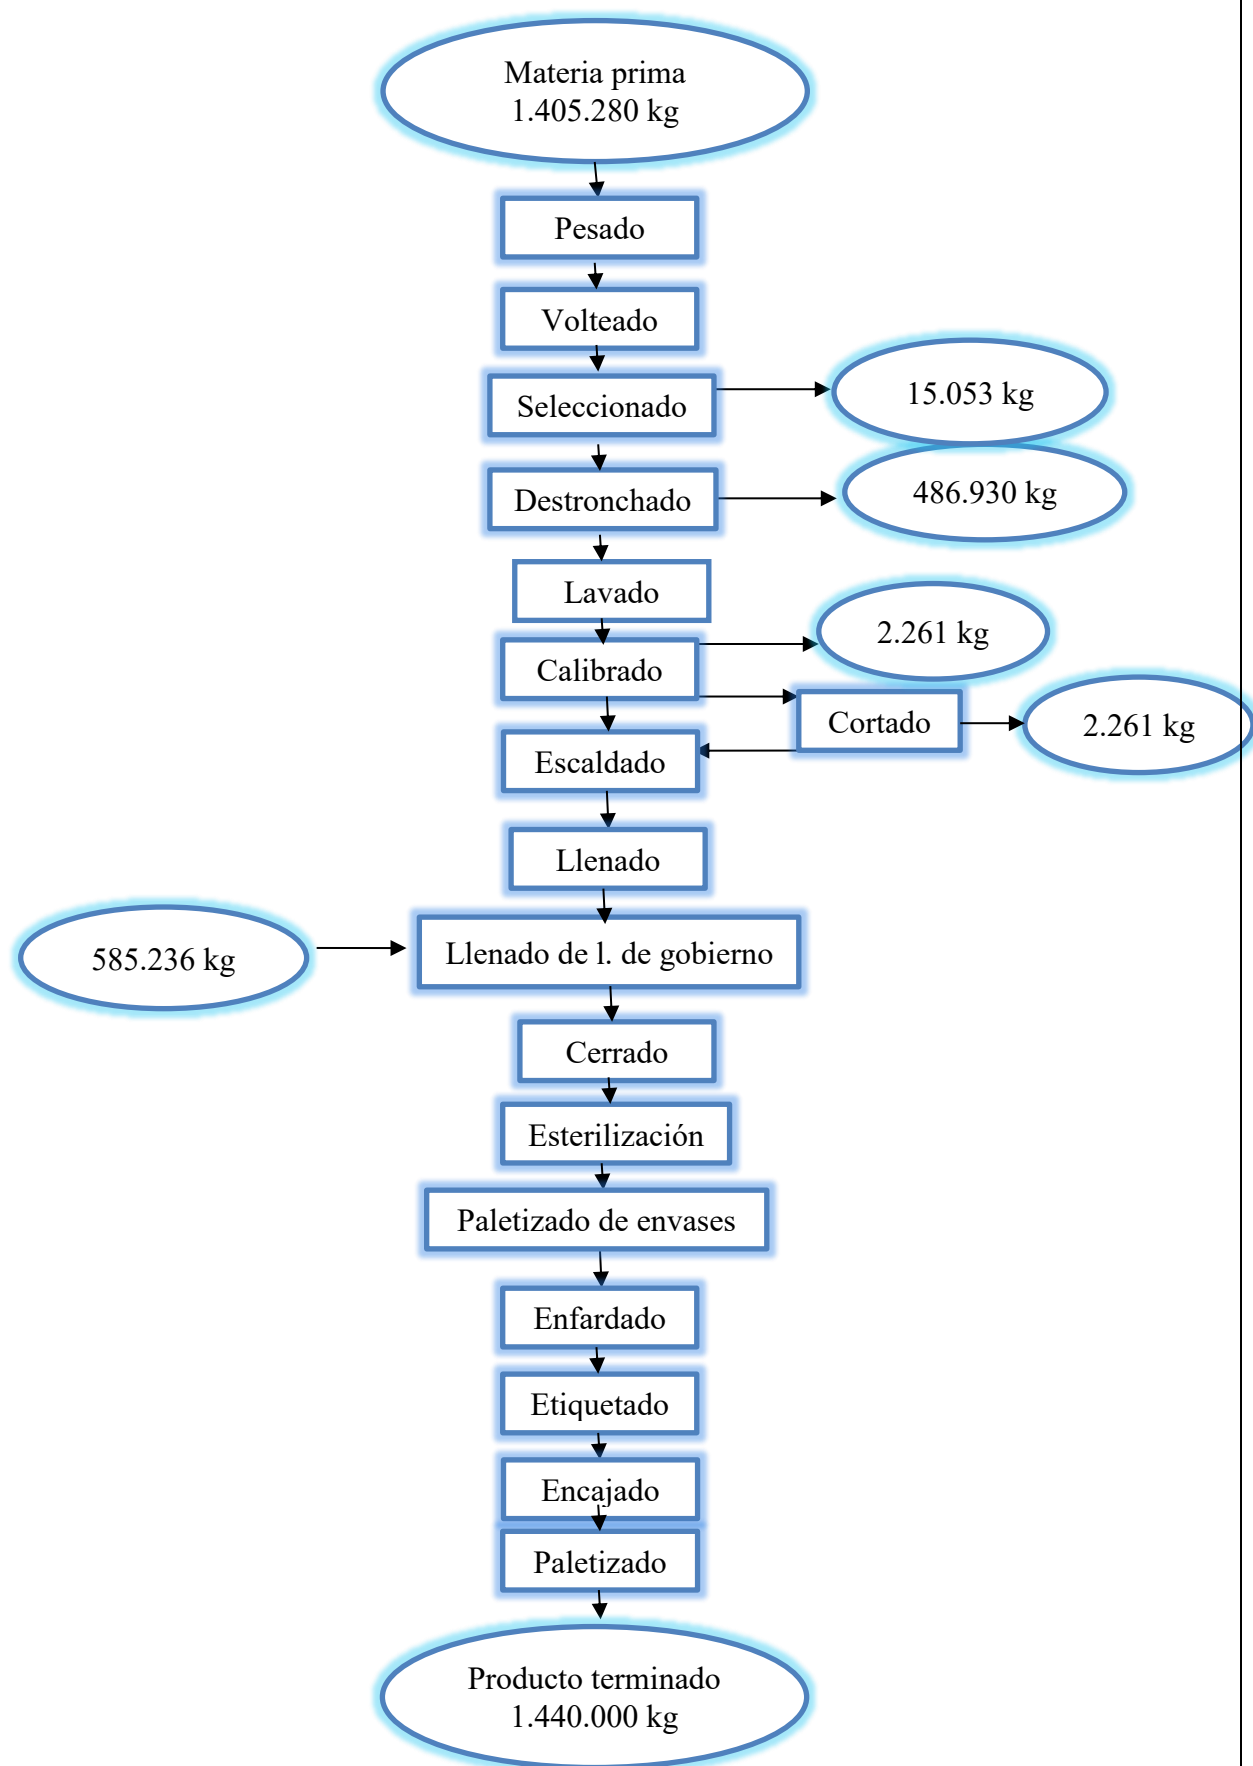 Materia prima
1.405.280 kg
Pesado
Volteado
Seleccionado
15.053 kg
Destronchado
486.930 kg
Lavado
2.261 kg
Calibrado
Cortado
2.261 kg
Escaldado
Llenado
585.236 kg
Llenado de l. de gobierno
Cerrado
Esterilización
Paletizado de envases
Enfardado
Etiquetado
Encajado
Paletizado
Producto terminado
1.440.000 kg